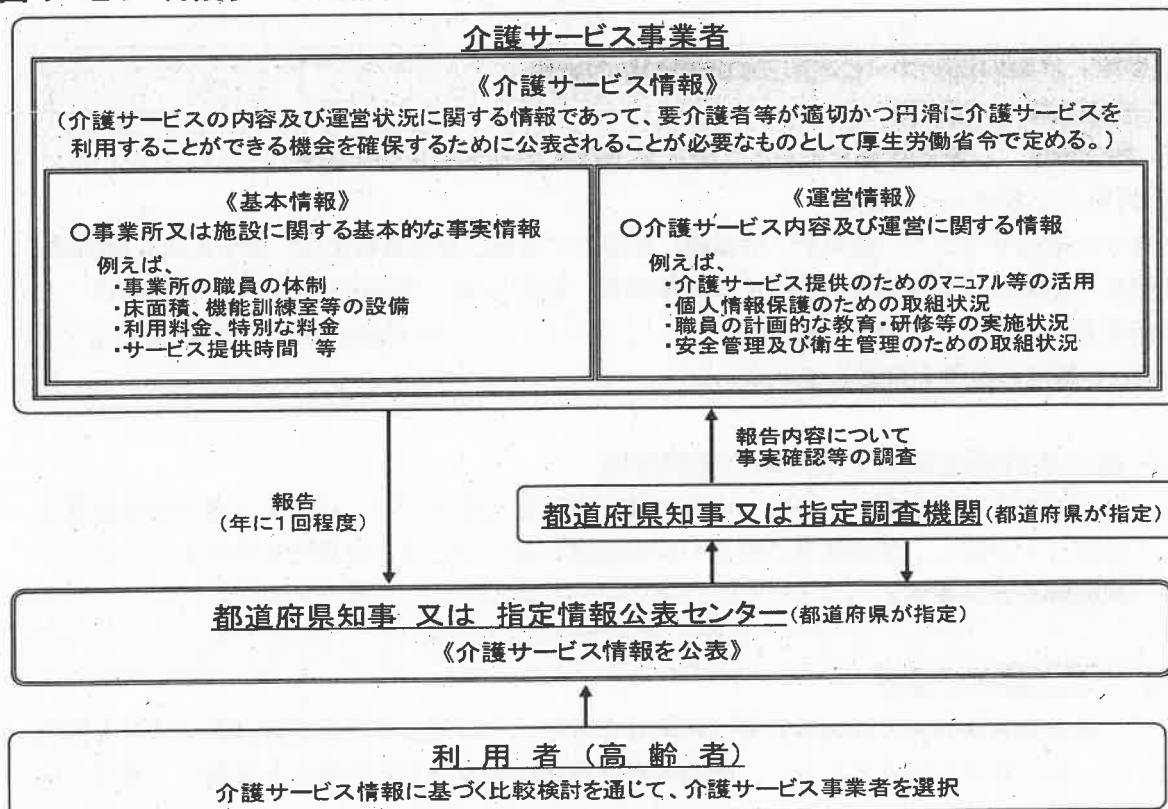 介護サービス事業者
《介護サービス情報》
(介護サービスの内容及び運営状況に関する情報であって、要介護者等が適切かつ円滑に介護サービスを
利用することができる機会を確保するために公表されることが必要なものとして厚生労働省令で定める。)
《基本情報》
○事業所又は施設に関する基本的な事実情報
例えば、
・事業所の職員の体制
・床面積、機能訓練室等の設備
・利用料金、特別な料金
・サービス提供時間 等
《運営情報》
○介護サービス内容及び運営に関する情報
例えば、
・介護サービス提供のためのマニュアル等の活用
・個人情報保護のための取組状況
・職員の計画的な教育・研修等の実施状況
・安全管理及び衛生管理のための取組状況
報告内容について
事実確認等の調査
報告
(年に1回程度)
都道府県知事 又は 指定調査機関(都道府県が指定)
都道府県知事 又は 指定情報公表センター(都道府県が指定)
《介護サービス情報を公表》
利 用 者 (高 齢 者)
介護サービス情報に基づく比較検討を通じて、介護サービス事業者を選択